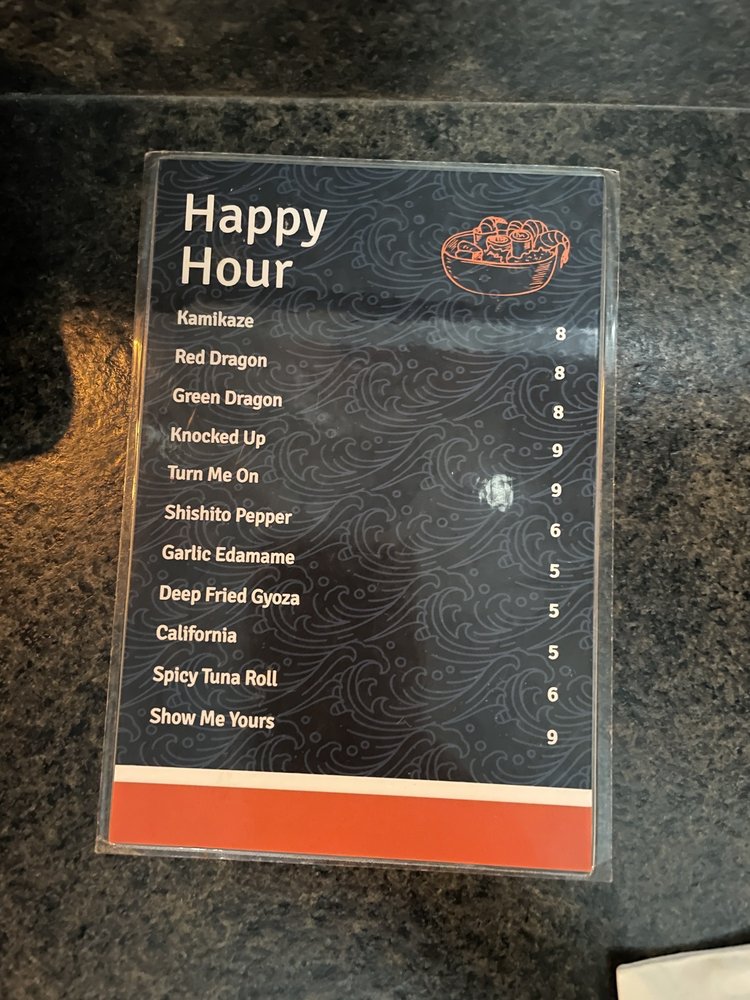 Happy
Hour
Kamikaze 8
Red Dragon 8
Green Dragon 8
Knocked Up 9
Turn Me On 9
Shishito Pepper 6
Garlic Edamame 5
Deep Fried Gyoza 5
California 5
Spicy Tuna Roll 6
Show Me Yours 9